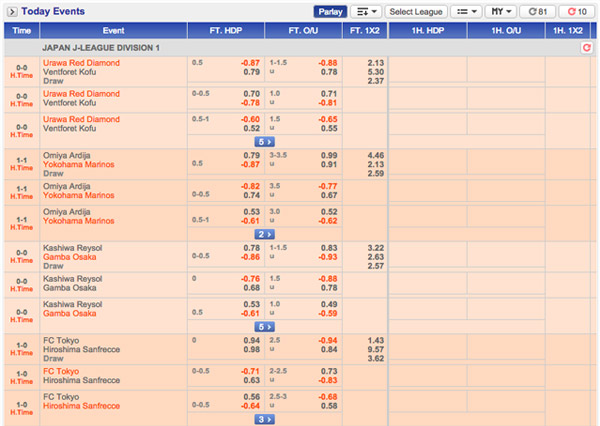 Today Events Parlay Select League MY 81 10
Time Event FT. HDP FT. O/U FT. 1X2 1H. HDP 1H. O/U 1H. 1X2
JAPAN J-LEAGUE DIVISION 1
0-0 Urawa Red Diamond 0.5 -0.87 1-1.5 -0.88 2.13
H.Time Ventforet Kofu 0.79 u 0.78 5.30
Draw 2.37
0-0 Urawa Red Diamond 0-0.5 0.70 1.0 0.71
H.Time Ventforet Kofu -0.78 u -0.81
0-0 Urawa Red Diamond 0.5-1 -0.60 1.5 -0.65
H.Time Ventforet Kofu 0.52 u 0.55
5 >
1-1 Omiya Ardija 0.79 3-3.5 0.99 4.46
H.Time Yokohama Marinos 0.5 -0.87 u 0.91 2.13
Draw 2.59
1-1 Omiya Ardija -0.82 3.5 -0.77
H.Time Yokohama Marinos 0-0.5 0.74 u 0.67
1-1 Omiya Ardija 0.53 3.0 0.52
H.Time Yokohama Marinos 0.5-1 -0.61 u -0.62
2 >
0-0 Kashiwa Reysol 0.78 1-1.5 0.83 3.22
H.Time Gamba Osaka 0-0.5 -0.86 u -0.93 2.63
Draw 2.57
0-0 Kashiwa Reysol 0 -0.76 1.5 -0.88
H.Time Gamba Osaka 0.68 u 0.78
0-0 Kashiwa Reysol 0.53 1.0 0.49
H.Time Gamba Osaka 0.5 -0.61 u -0.59
5 >
1-0 FC Tokyo 0 0.94 2.5 -0.94 1.43
H.Time Hiroshima Sanfrecce 0.98 u 0.84 9.57
Draw 3.62
1-0 FC Tokyo 0-0.5 -0.71 2-2.5 0.73
H.Time Hiroshima Sanfrecce 0.63 u -0.83
1-0 FC Tokyo 0.56 2.5-3 -0.68
H.Time Hiroshima Sanfrecce 0-0.5 -0.64 u 0.58
3 >